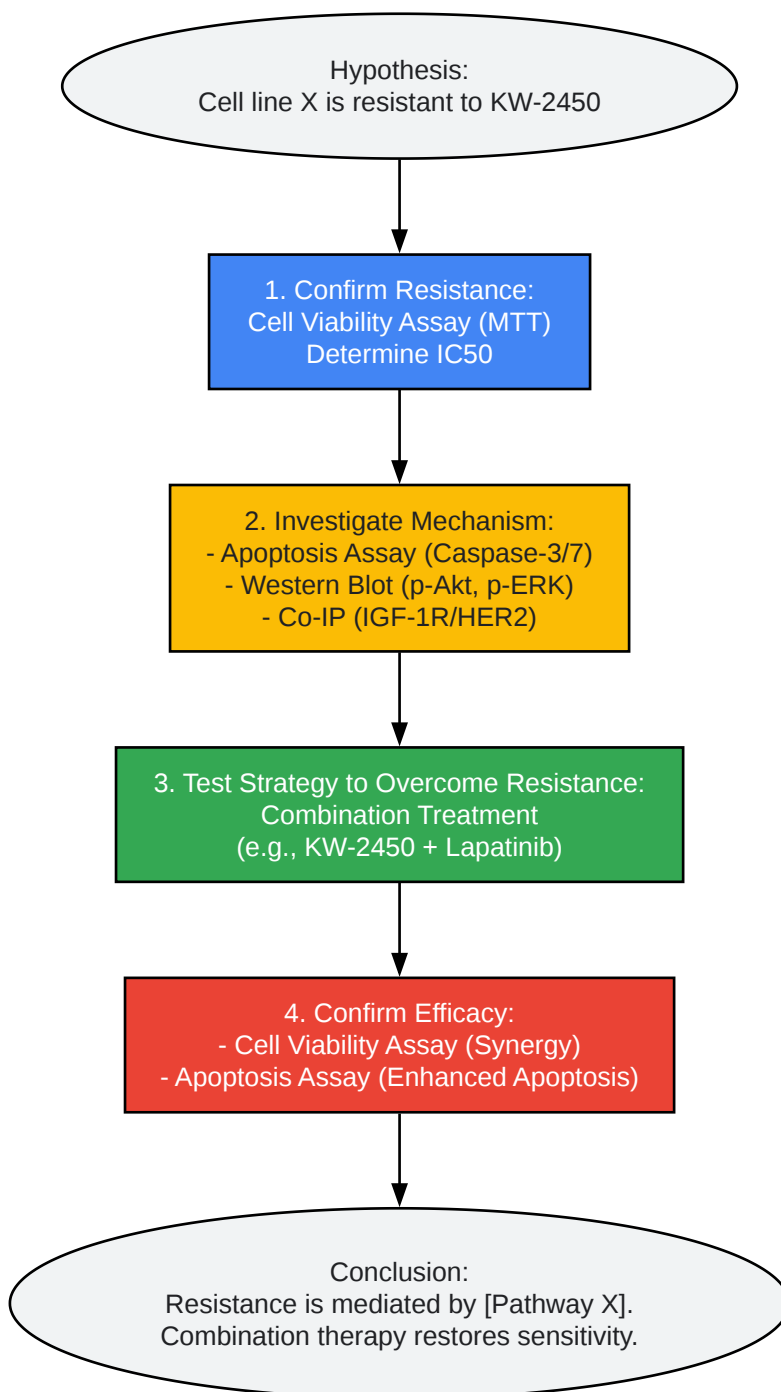 Hypothesis:
Cell line X is resistant to KW-2450
1. Confirm Resistance:
Cell Viability Assay (MTT)
Determine IC50
2. Investigate Mechanism:
- Apoptosis Assay (Caspase-3/7)
- Western Blot (p-Akt, p-ERK)
- Co-IP (IGF-1R/HER2)
3. Test Strategy to Overcome Resistance:
Combination Treatment
(e.g., KW-2450 + Lapatinib)
4. Confirm Efficacy:
- Cell Viability Assay (Synergy)
- Apoptosis Assay (Enhanced Apoptosis)
Conclusion:
Resistance is mediated by [Pathway X].
Combination therapy restores sensitivity.